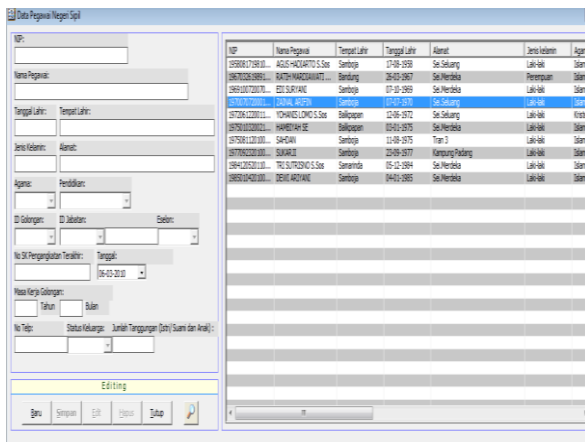 Data Pegawai Negeri Sipil
NIP:
Nama Pegawai:
Tanggal Lahir: Tempat Lahir:
Jenis Kelamin: Alamat:
Agama: Pendidikan:
ID Golongan: ID Jabatan: Eselon:
No SK Pengangkatan Terakhir: Tanggal:
06-03-2010
Masa Kerja Golongan:
Tahun Bulan
No Telp: Status Keluarga: Jumlah Tanggungan (Istri/ Suami dan Anak) :
Editing
Baru Simpan Edit Hapus Tutup
NIP Nama Pegawai Tempat Lahir Tanggal Lahir Alamat Jenis kelamin Agam
AGUS HADIARTO S.Sos Samboja 17-08-1958 Sei.Seluang Laki-laki Islam
RATIH MARDIAWATI ... Bandung 26-03-1967 Sei.Merdeka Perempuan Islam
EDI SURYANI Samboja 07-10-1969 Sei.Merdeka Laki-laki Islam
ZAINAL ARIFIN Samboja 07-07-1970 Sei.Seluang Laki-laki Islam
YOHANIS LOMO S.Sos Balikpapan 12-06-1972 Sei.Seluang Laki-laki Krist
Balikpapan 03-01-1975 Sei.Merdeka Laki-laki Islam
SAHDAN Samboja 11-08-1975 Tran 3 Laki-laki Islam
SUKARJI Samboja 23-09-1977 Kampung Padang Laki-laki Islam
TRI SUTRISNO S.Sos Samarinda 05-12-1984 Sei.Merdeka Laki-laki Islam
DEWI ARIYANI Samboja 04-01-1985 Sei.Merdeka Laki-laki Islam